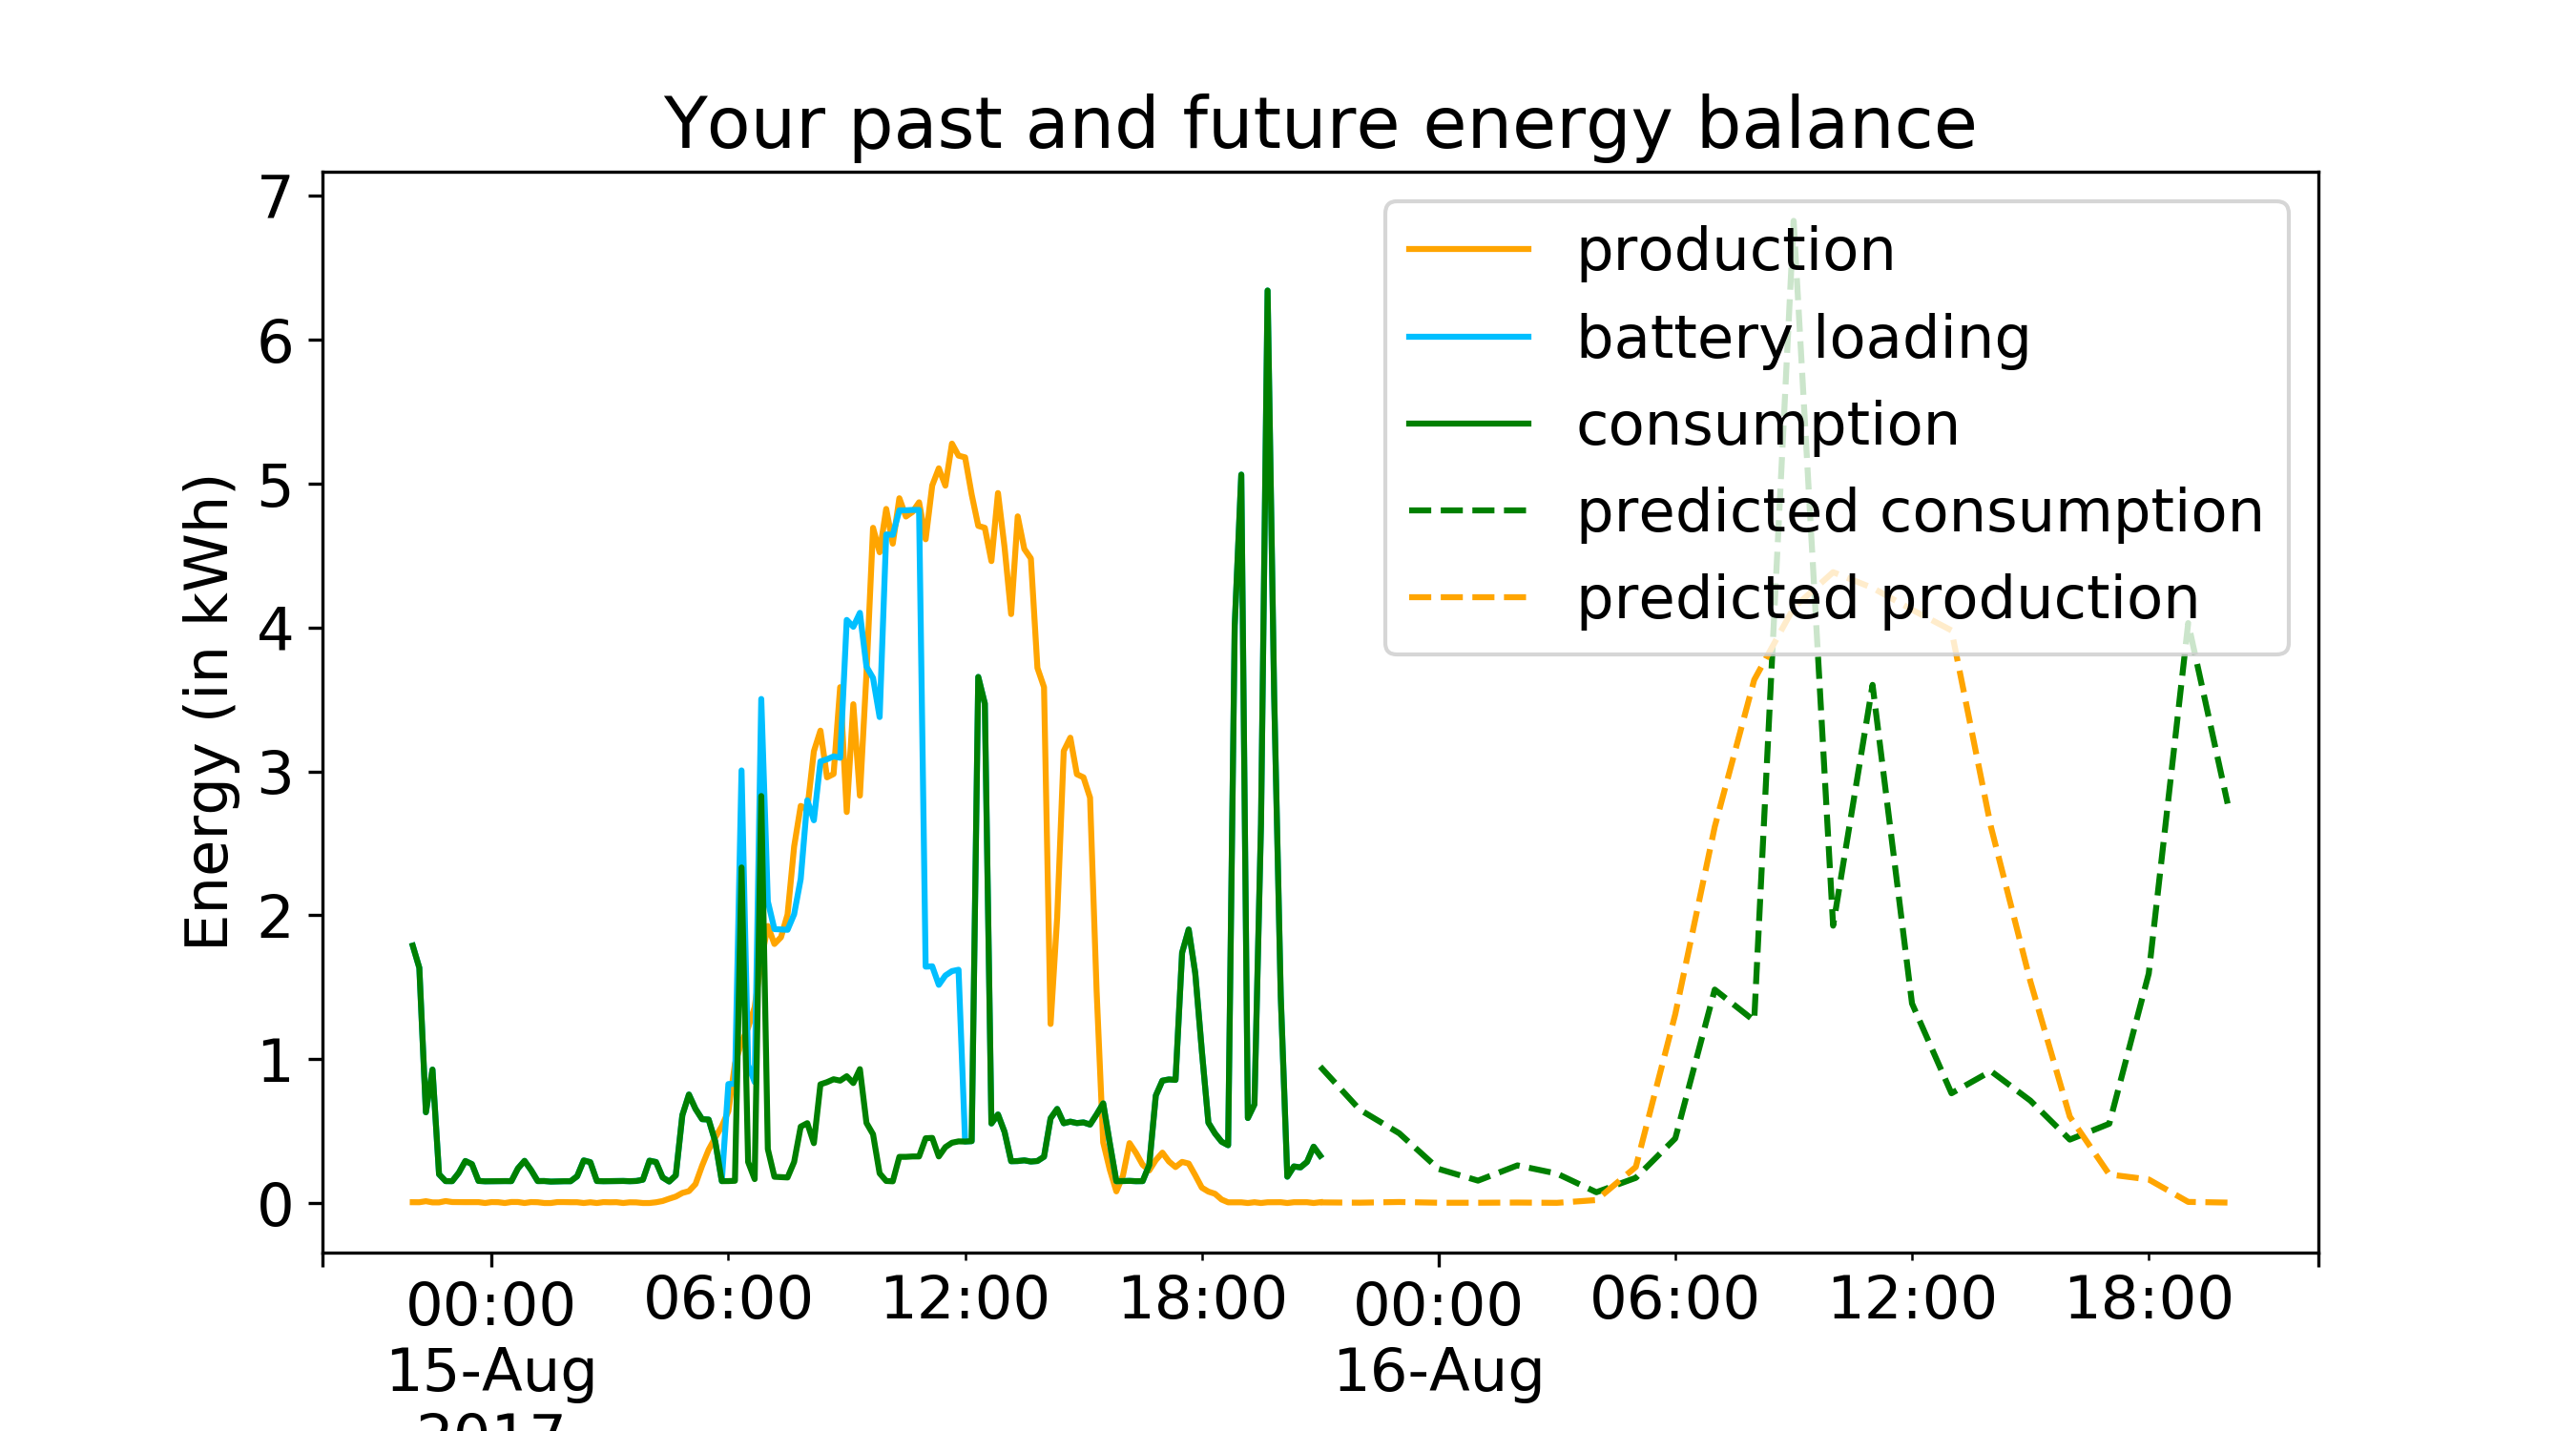 Your past and future energy balance
Energy (in kWh)
7
6
5
4
3
2
1
0
production
battery loading
consumption
predicted consumption
predicted production
00:00 06:00 12:00 18:00 00:00 06:00 12:00 18:00
15-Aug 16-Aug
2017